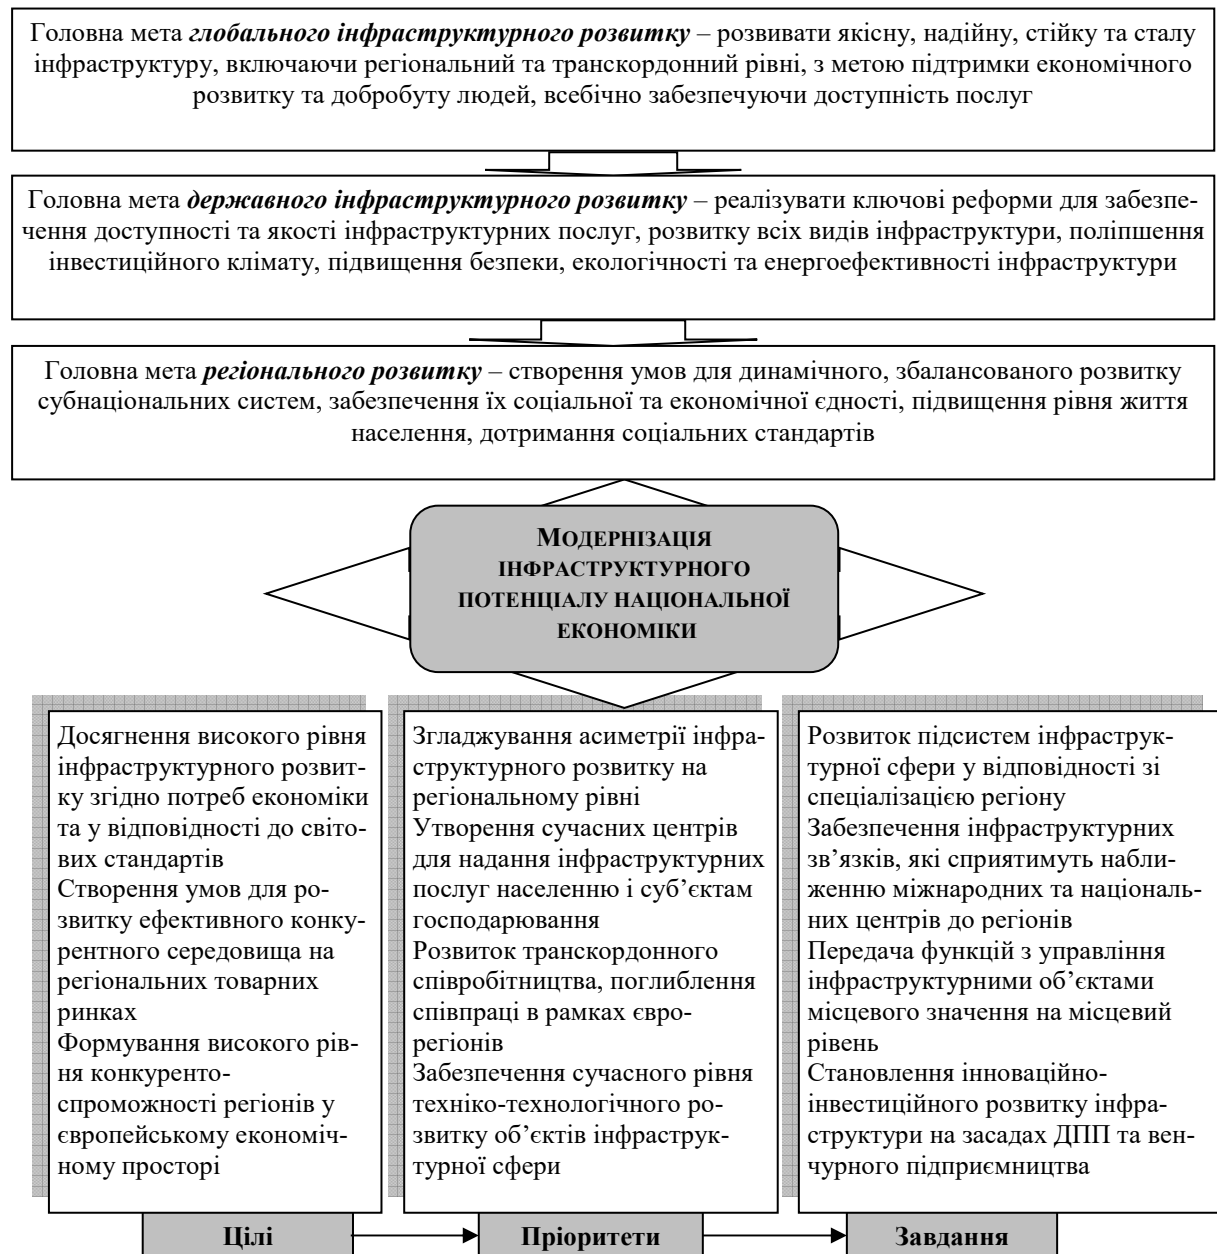 Головна мета глобального інфраструктурного розвитку – розвивати якісну, надійну, стійку та сталу
інфраструктуру, включаючи регіональний та транскордонний рівні, з метою підтримки економічного
розвитку та добробуту людей, всебічно забезпечуючи доступність послуг
Головна мета державного інфраструктурного розвитку – реалізувати ключові реформи для забезпе-
чення доступності та якості інфраструктурних послуг, розвитку всіх видів інфраструктури, поліпшення
інвестиційного клімату, підвищення безпеки, екологічності та енергоефективності інфраструктури
Головна мета регіонального розвитку – створення умов для динамічного, збалансованого розвитку
субнаціональних систем, забезпечення їх соціальної та економічної єдності, підвищення рівня життя
населення, дотримання соціальних стандартів
МОДЕРНІЗАЦІЯ
ІНФРАСТРУКТУРНОГО
ПОТЕНЦІАЛУ НАЦІОНАЛЬНОЇ
ЕКОНОМІКИ
Досягнення високого рівня
інфраструктурного розвит-
ку згідно потреб економіки
та у відповідності до світо-
вих стандартів
Створення умов для ро-
звитку ефективного конку-
рентного середовища на
регіональних товарних
ринках
Формування високого рів-
ня конкуренто-
спроможності регіонів у
європейському економіч-
ному просторі
Згладжування асиметрії інфра-
структурного розвитку на
регіональному рівні
Утворення сучасних центрів
для надання інфраструктурних
послуг населенню і суб’єктам
господарювання
Розвиток транскордонного
співробітництва, поглиблення
співпраці в рамках євро-
регіонів
Забезпечення сучасного рівня
техніко-технологічного ро-
звитку об’єктів інфраструк-
турної сфери
Розвиток підсистем інфраструк-
турної сфери у відповідності зі
спеціалізацією регіону
Забезпечення інфраструктурних
зв’язків, які сприятимуть набли-
женню міжнародних та національ-
них центрів до регіонів
Передача функцій з управління
інфраструктурними об’єктами
місцевого значення на місцевий
рівень
Становлення інноваційно-
інвестиційного розвитку інфра-
структури на засадах ДПП та вен-
чурного підприємництва
Цілі
Пріоритети
Завдання